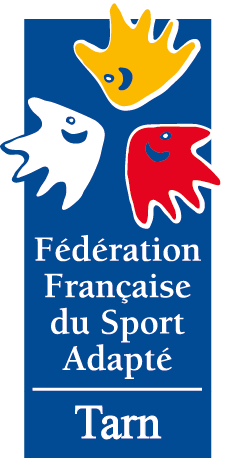 Fédération
Française
du Sport
Adapté
Tarn